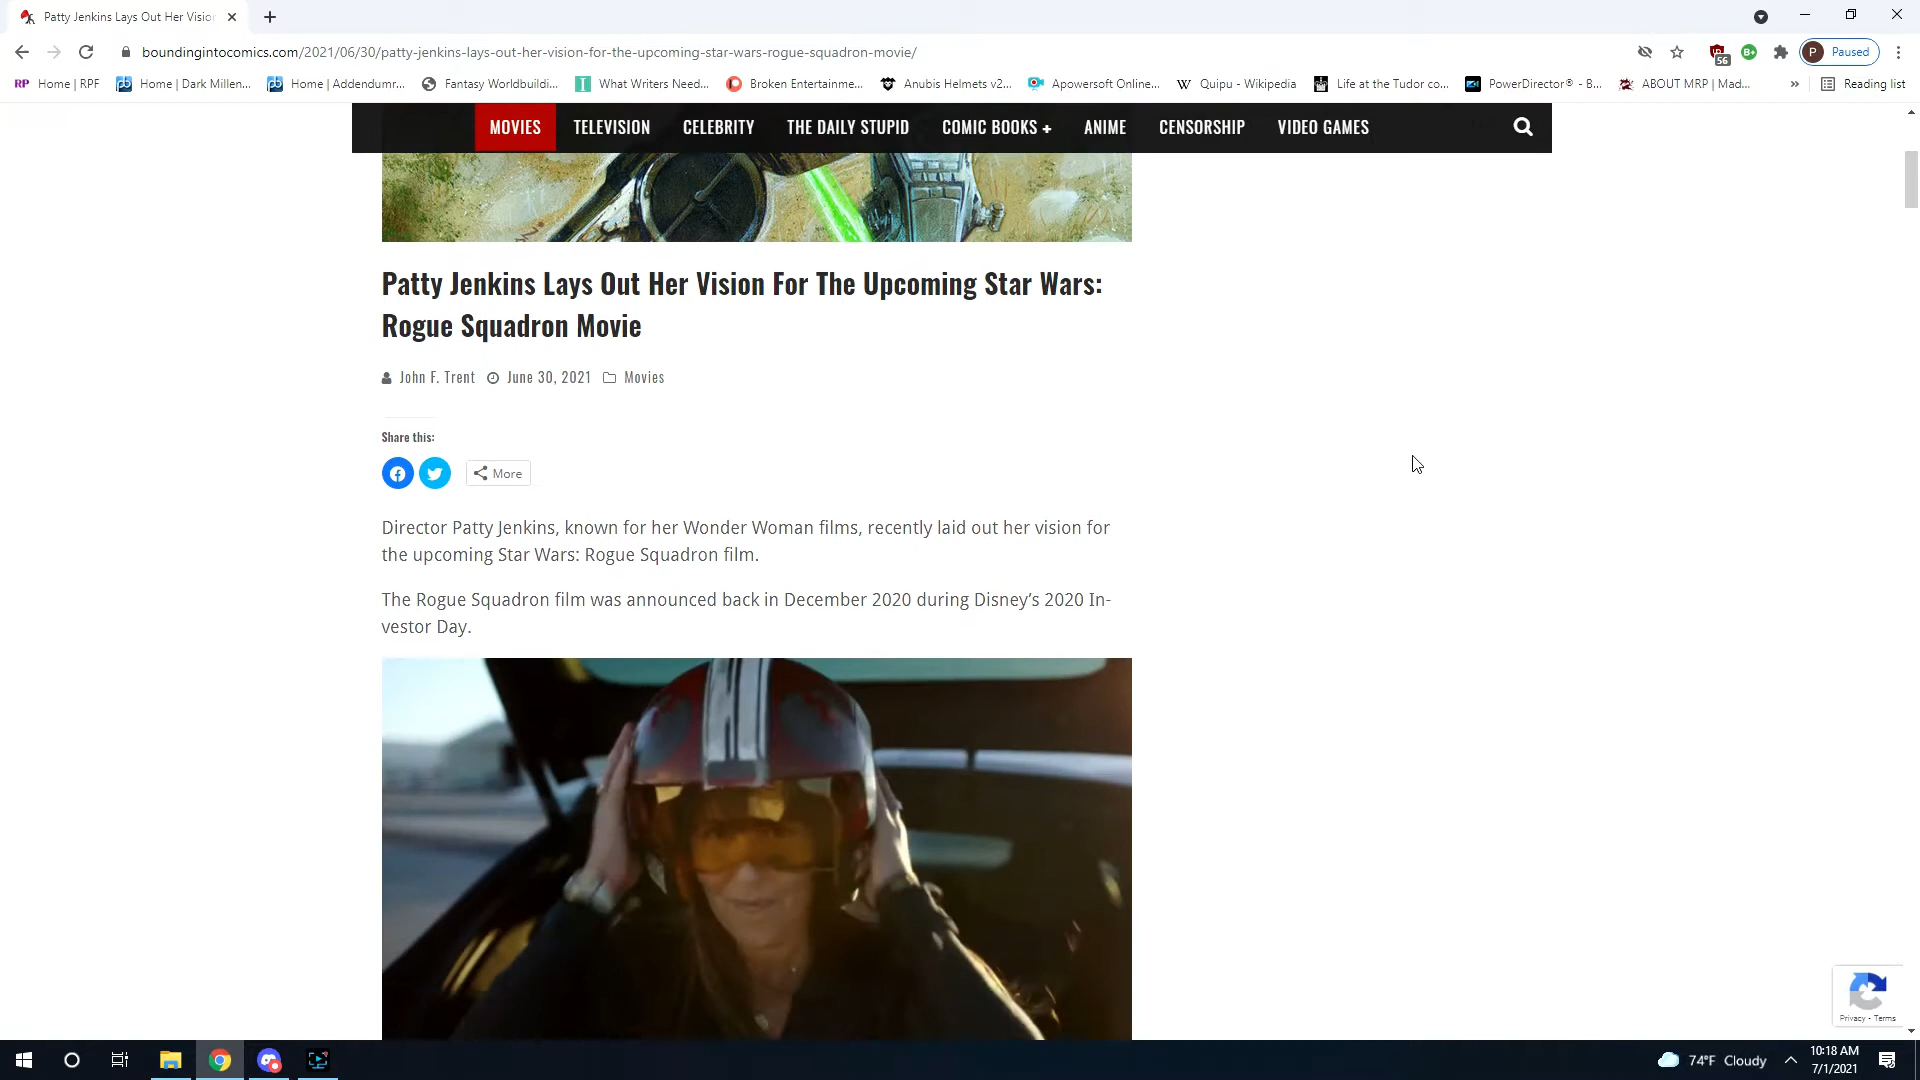 Patty Jenkins Lays Out Her Vision
boundingintocomics.com/2021/06/30/patty-jenkins-lays-out-her-vision-for-the-upcoming-star-wars-rogue-squadron-movie/
56
B+
P Paused
RP Home | RPF
Home | Dark Millen...
Home | Addendumr...
Fantasy Worldbuildi...
What Writers Need...
Broken Entertainme...
Anubis Helmets v2...
Apowersoft Online...
W Quipu - Wikipedia
Life at the Tudor co...
PowerDirector® - B...
ABOUT MRP | Mad...
»
Reading list
MOVIES TELEVISION CELEBRITY THE DAILY STUPID COMIC BOOKS + ANIME CENSORSHIP VIDEO GAMES
Patty Jenkins Lays Out Her Vision For The Upcoming Star Wars:
Rogue Squadron Movie
John F. Trent June 30, 2021 Movies
Share this:
More
Director Patty Jenkins, known for her Wonder Woman films, recently laid out her vision for
the upcoming Star Wars: Rogue Squadron film.
The Rogue Squadron film was announced back in December 2020 during Disney’s 2020 In-
vestor Day.
Privacy - Terms
74°F Cloudy
10:18 AM
7/1/2021